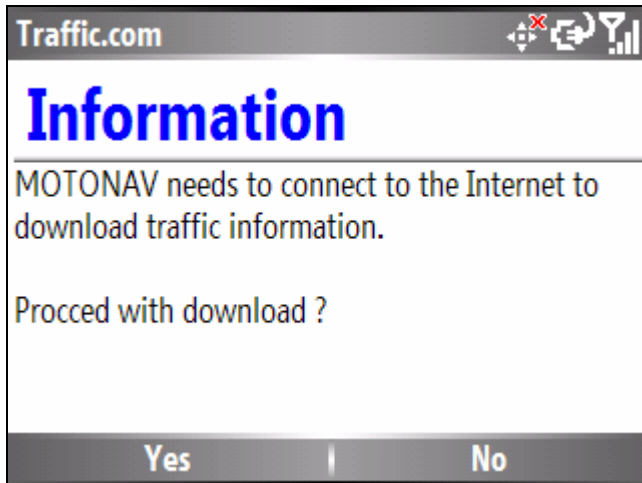 Traffic.com
Information
MOTONAV needs to connect to the Internet to
download traffic information.
Procced with download ?
Yes
No